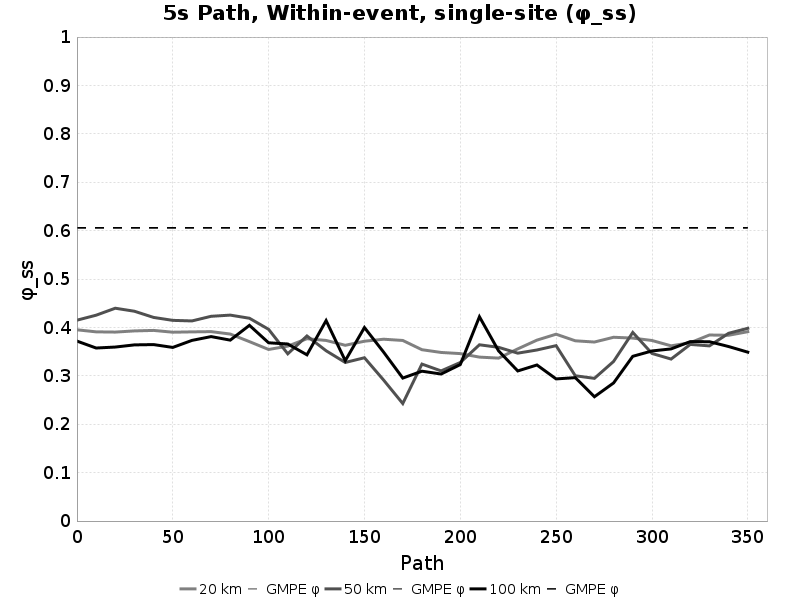 5s Path, Within-event, single-site (φ_ss)
1
0.9
0.8
0.7
0.6
0.5
0.4
0.3
0.2
0.1
0
φ_ss
0 50 100 150 200 250 300 350
Path
20 km GMPE φ 50 km GMPE φ 100 km GMPE φ